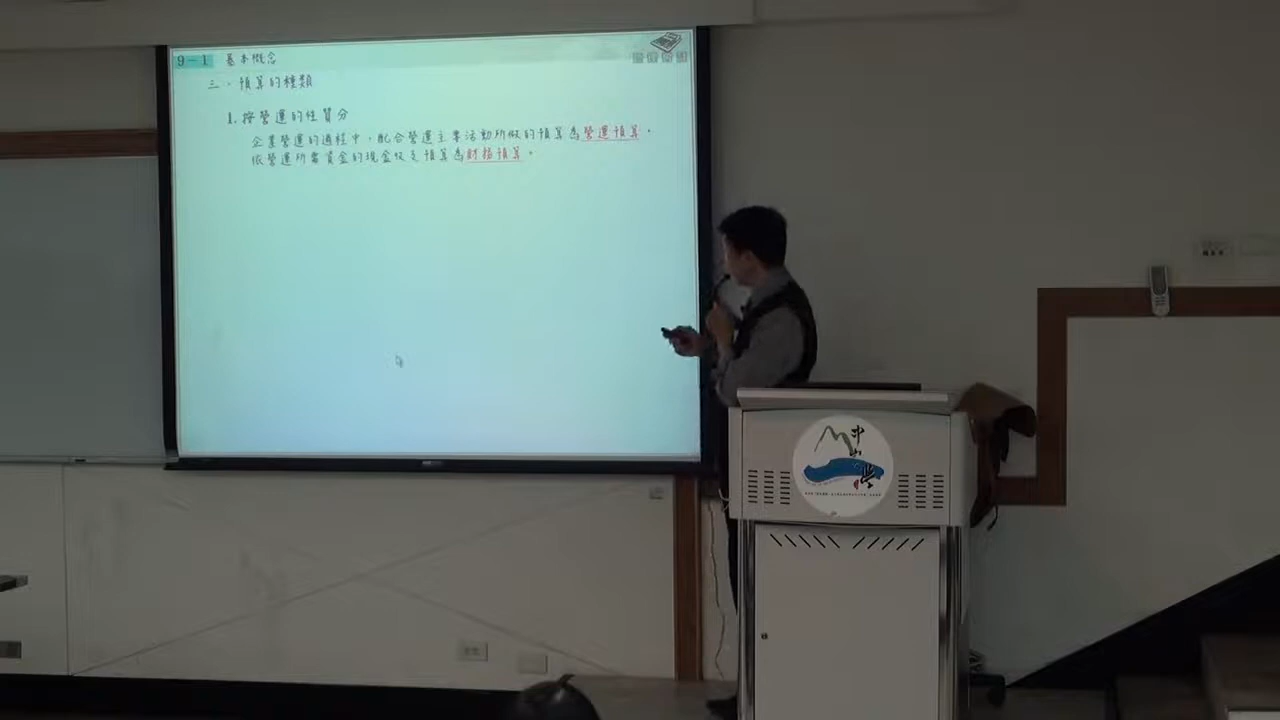 9-1 基本概念
三、預算的種類
1. 按營運的性質分
企業營運的過程中，配合營運主要活動所做的預算為營運預算。
依營運所需資金的現金收支預算為財務預算。
中山學